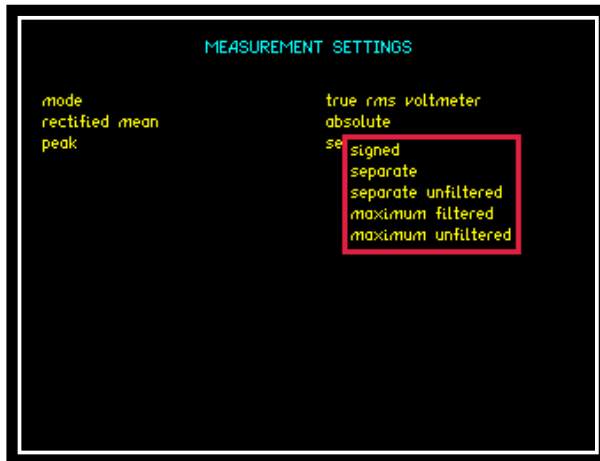 MEASUREMENT SETTINGS
mode true rms voltmeter
rectified mean absolute
peak se
signed
separate
separate unfiltered
maximum filtered
maximum unfiltered